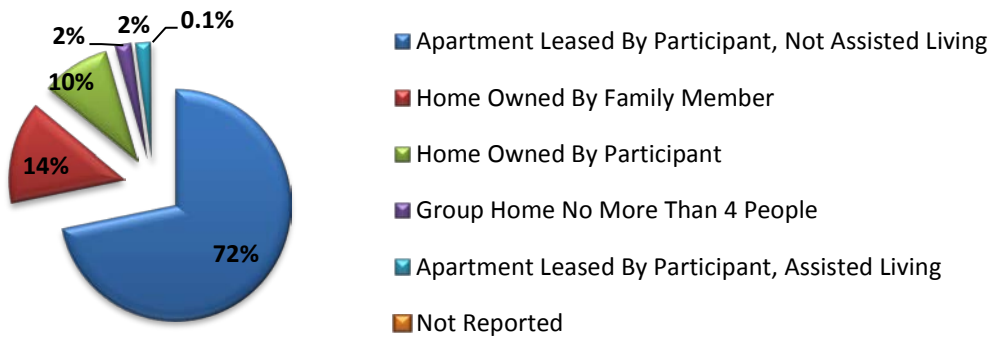 2%
2%
0.1%
10%
14%
72%
Apartment Leased By Participant, Not Assisted Living
Home Owned By Family Member
Home Owned By Participant
Group Home No More Than 4 People
Apartment Leased By Participant, Assisted Living
Not Reported